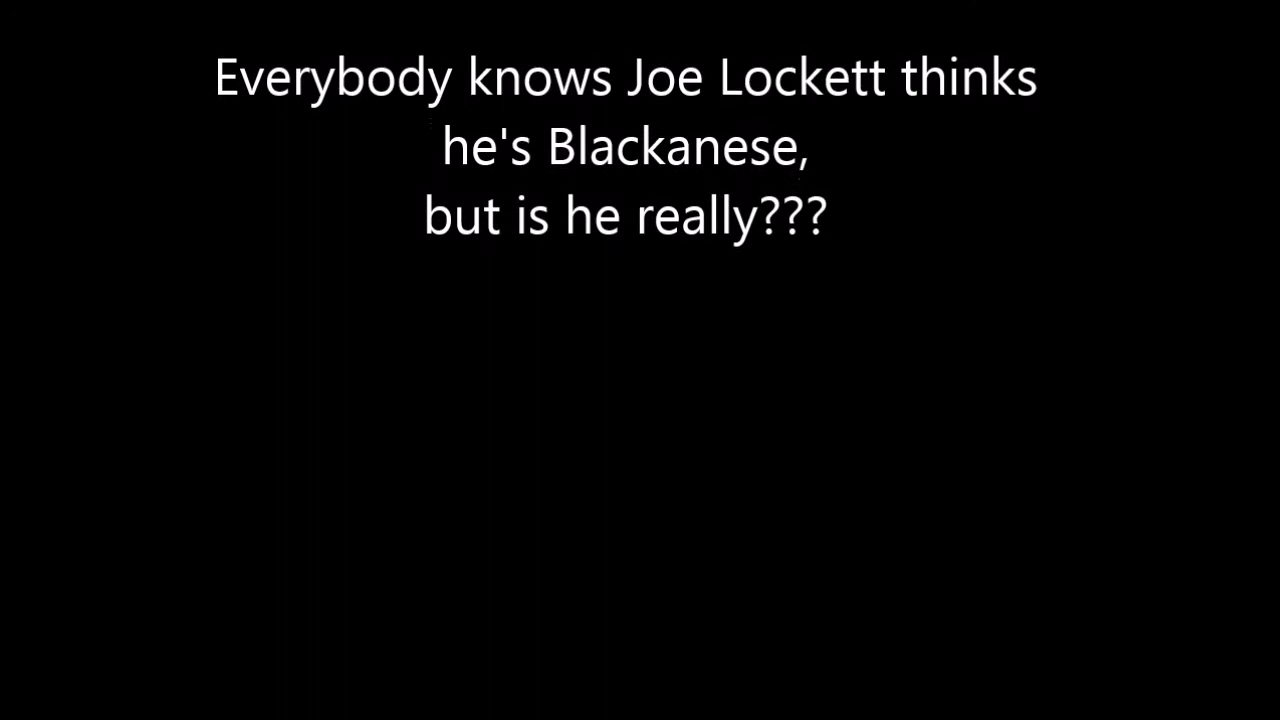 Everybody knows Joe Lockett thinks
he's Blackanese,
but is he really???